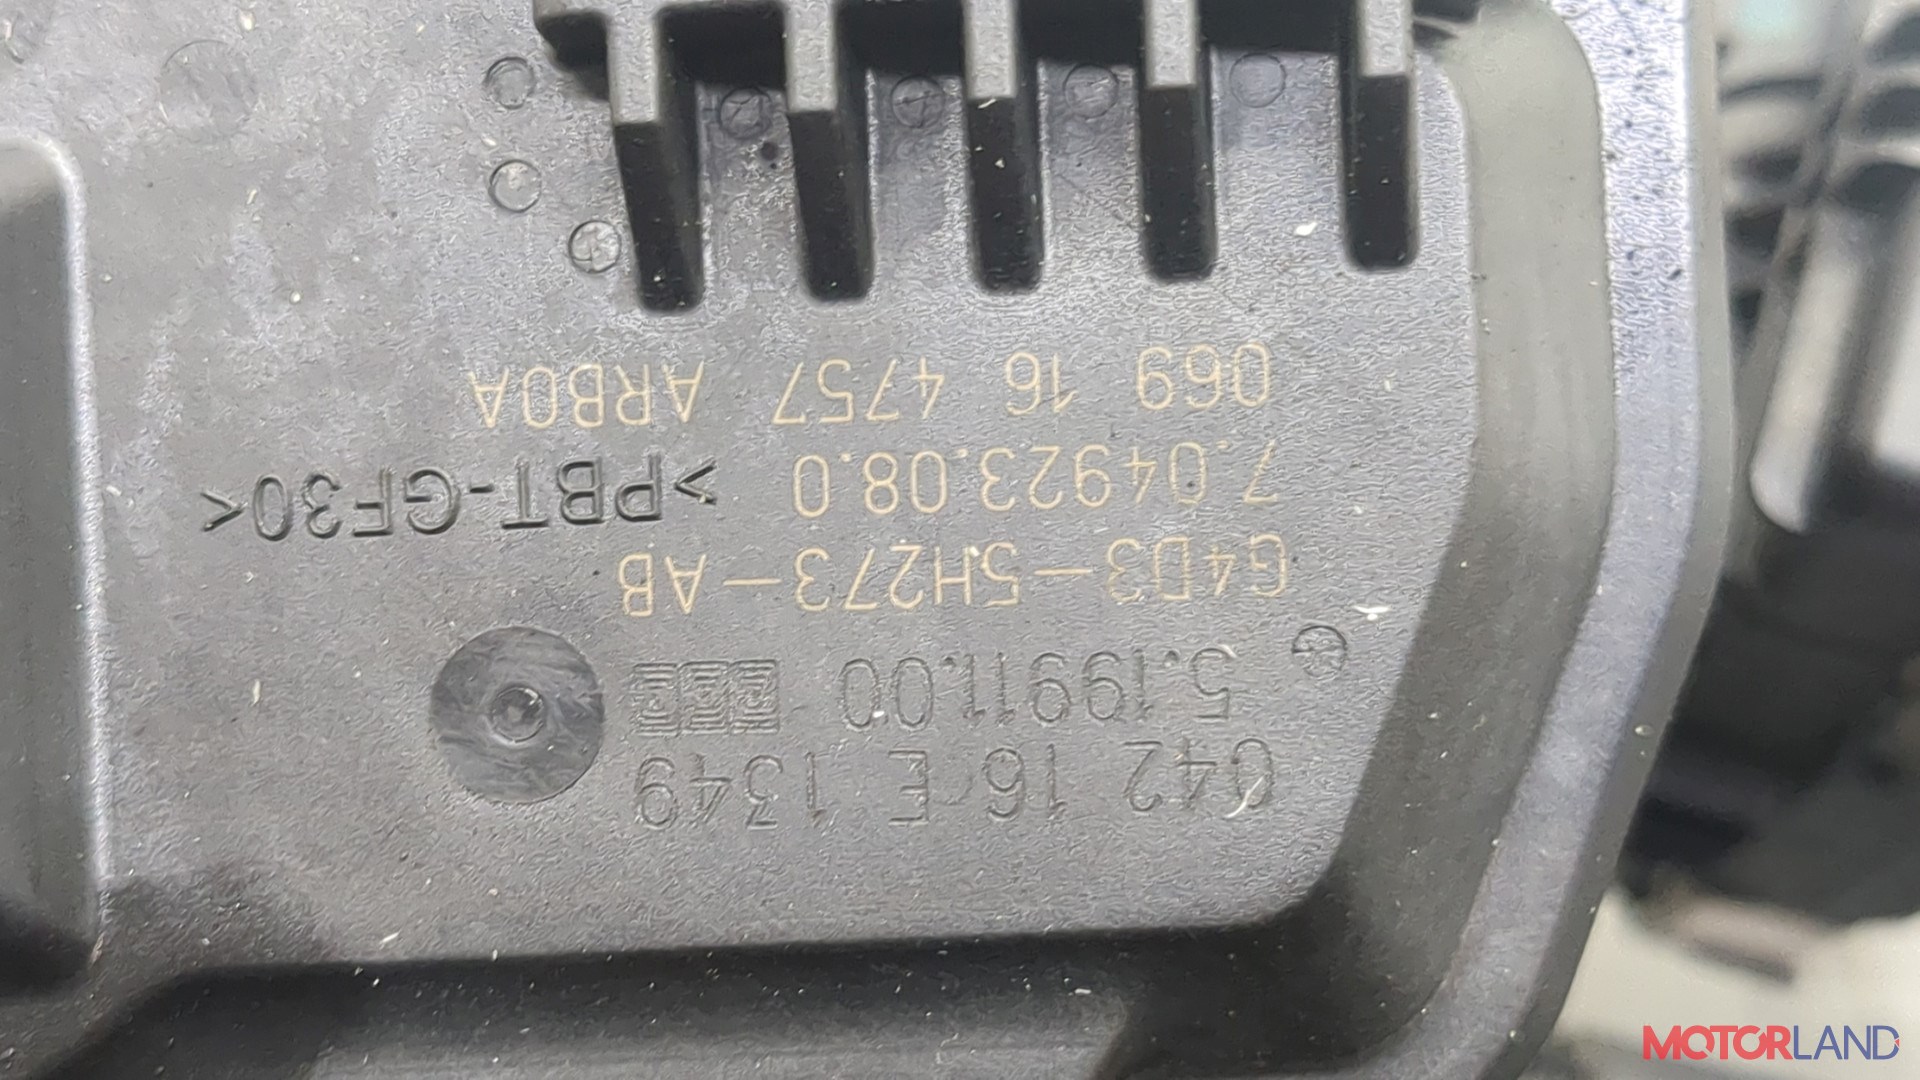 042 16 E 1349
5.19911.00
G4D3-5H273-AB
7.04923.08.0 >PBT-GF30<
069 16 4757 ARB0A
MOTORLAND